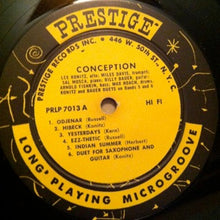 PRESTIGE
PRESTIGE RECORDS INC. • 446 W. 50th ST., N.Y.C.
CONCEPTION
LEE KONITZ, alto; MILES DAVIS, trumpet;
SAL MOSCA, piano; BILLY BAUER, guitar;
ARNOLD FISHKIN, bass; MAX ROACH, drums.
KONITZ and BAUER DUETS on Bands 5 and 6
PRLP 7013 A
HI FI
1. ODJENAR (Russell)
2. HIBECK (Konitz)
3. YESTERDAYS (Kern)
4. EZZ-THETIC (Russell)
5. INDIAN SUMMER (Herbert)
6. DUET FOR SAXOPHONE AND
GUITAR (Konitz)
LONG PLAYING MICROGROOVE